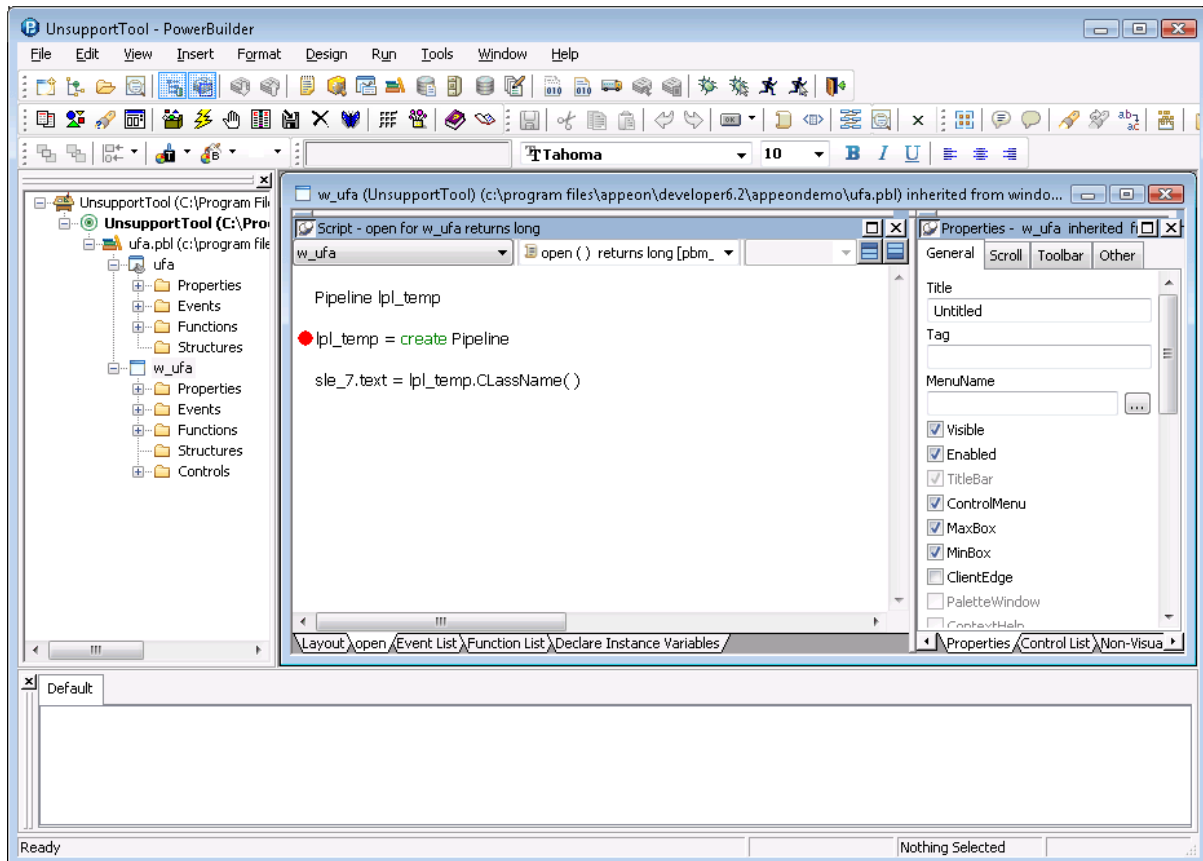 UnsupportTool - PowerBuilder
File Edit View Insert Format Design Run Tools Window Help
Tahoma 10 B I U
UnsupportTool (C:\Program File
UnsupportTool (C:\Pro
ufa.pbl (c:\program file
ufa
Properties
Events
Functions
Structures
w_ufa
Properties
Events
Functions
Structures
Controls
w_ufa (UnsupportTool) (c:\program files\appeon\developer6.2\appeondemo\ufa.pbl) inherited from windo...
Script - open for w_ufa returns long
w_ufa open ( ) returns long [pbm_
Pipeline lpl_temp
lpl_temp = create Pipeline
sle_7.text = lpl_temp.CLassName( )
Layout open Event List Function List Declare Instance Variables
Properties - w_ufa inherited f
General Scroll Toolbar Other
Title
Untitled
Tag
MenuName
...
Visible
Enabled
TitleBar
ControlMenu
MaxBox
MinBox
ClientEdge
PaletteWindow
ContextHelp
Properties Control List Non-Visua
Default
Ready Nothing Selected